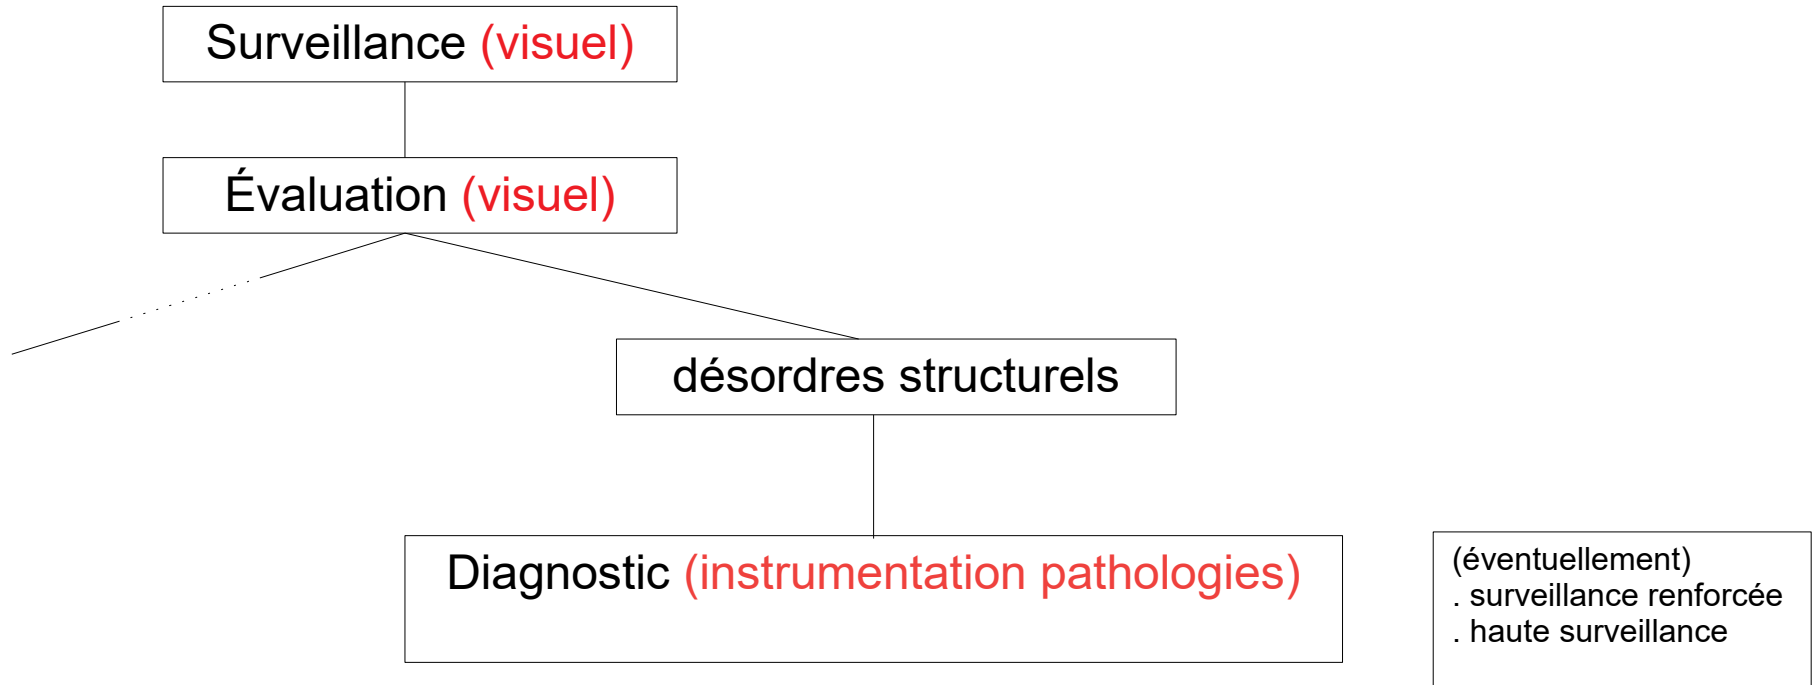 Surveillance (visuel)
Évaluation (visuel)
désordres structurels
Diagnostic (instrumentation pathologies)
(éventuellement)
. surveillance renforcée
. haute surveillance